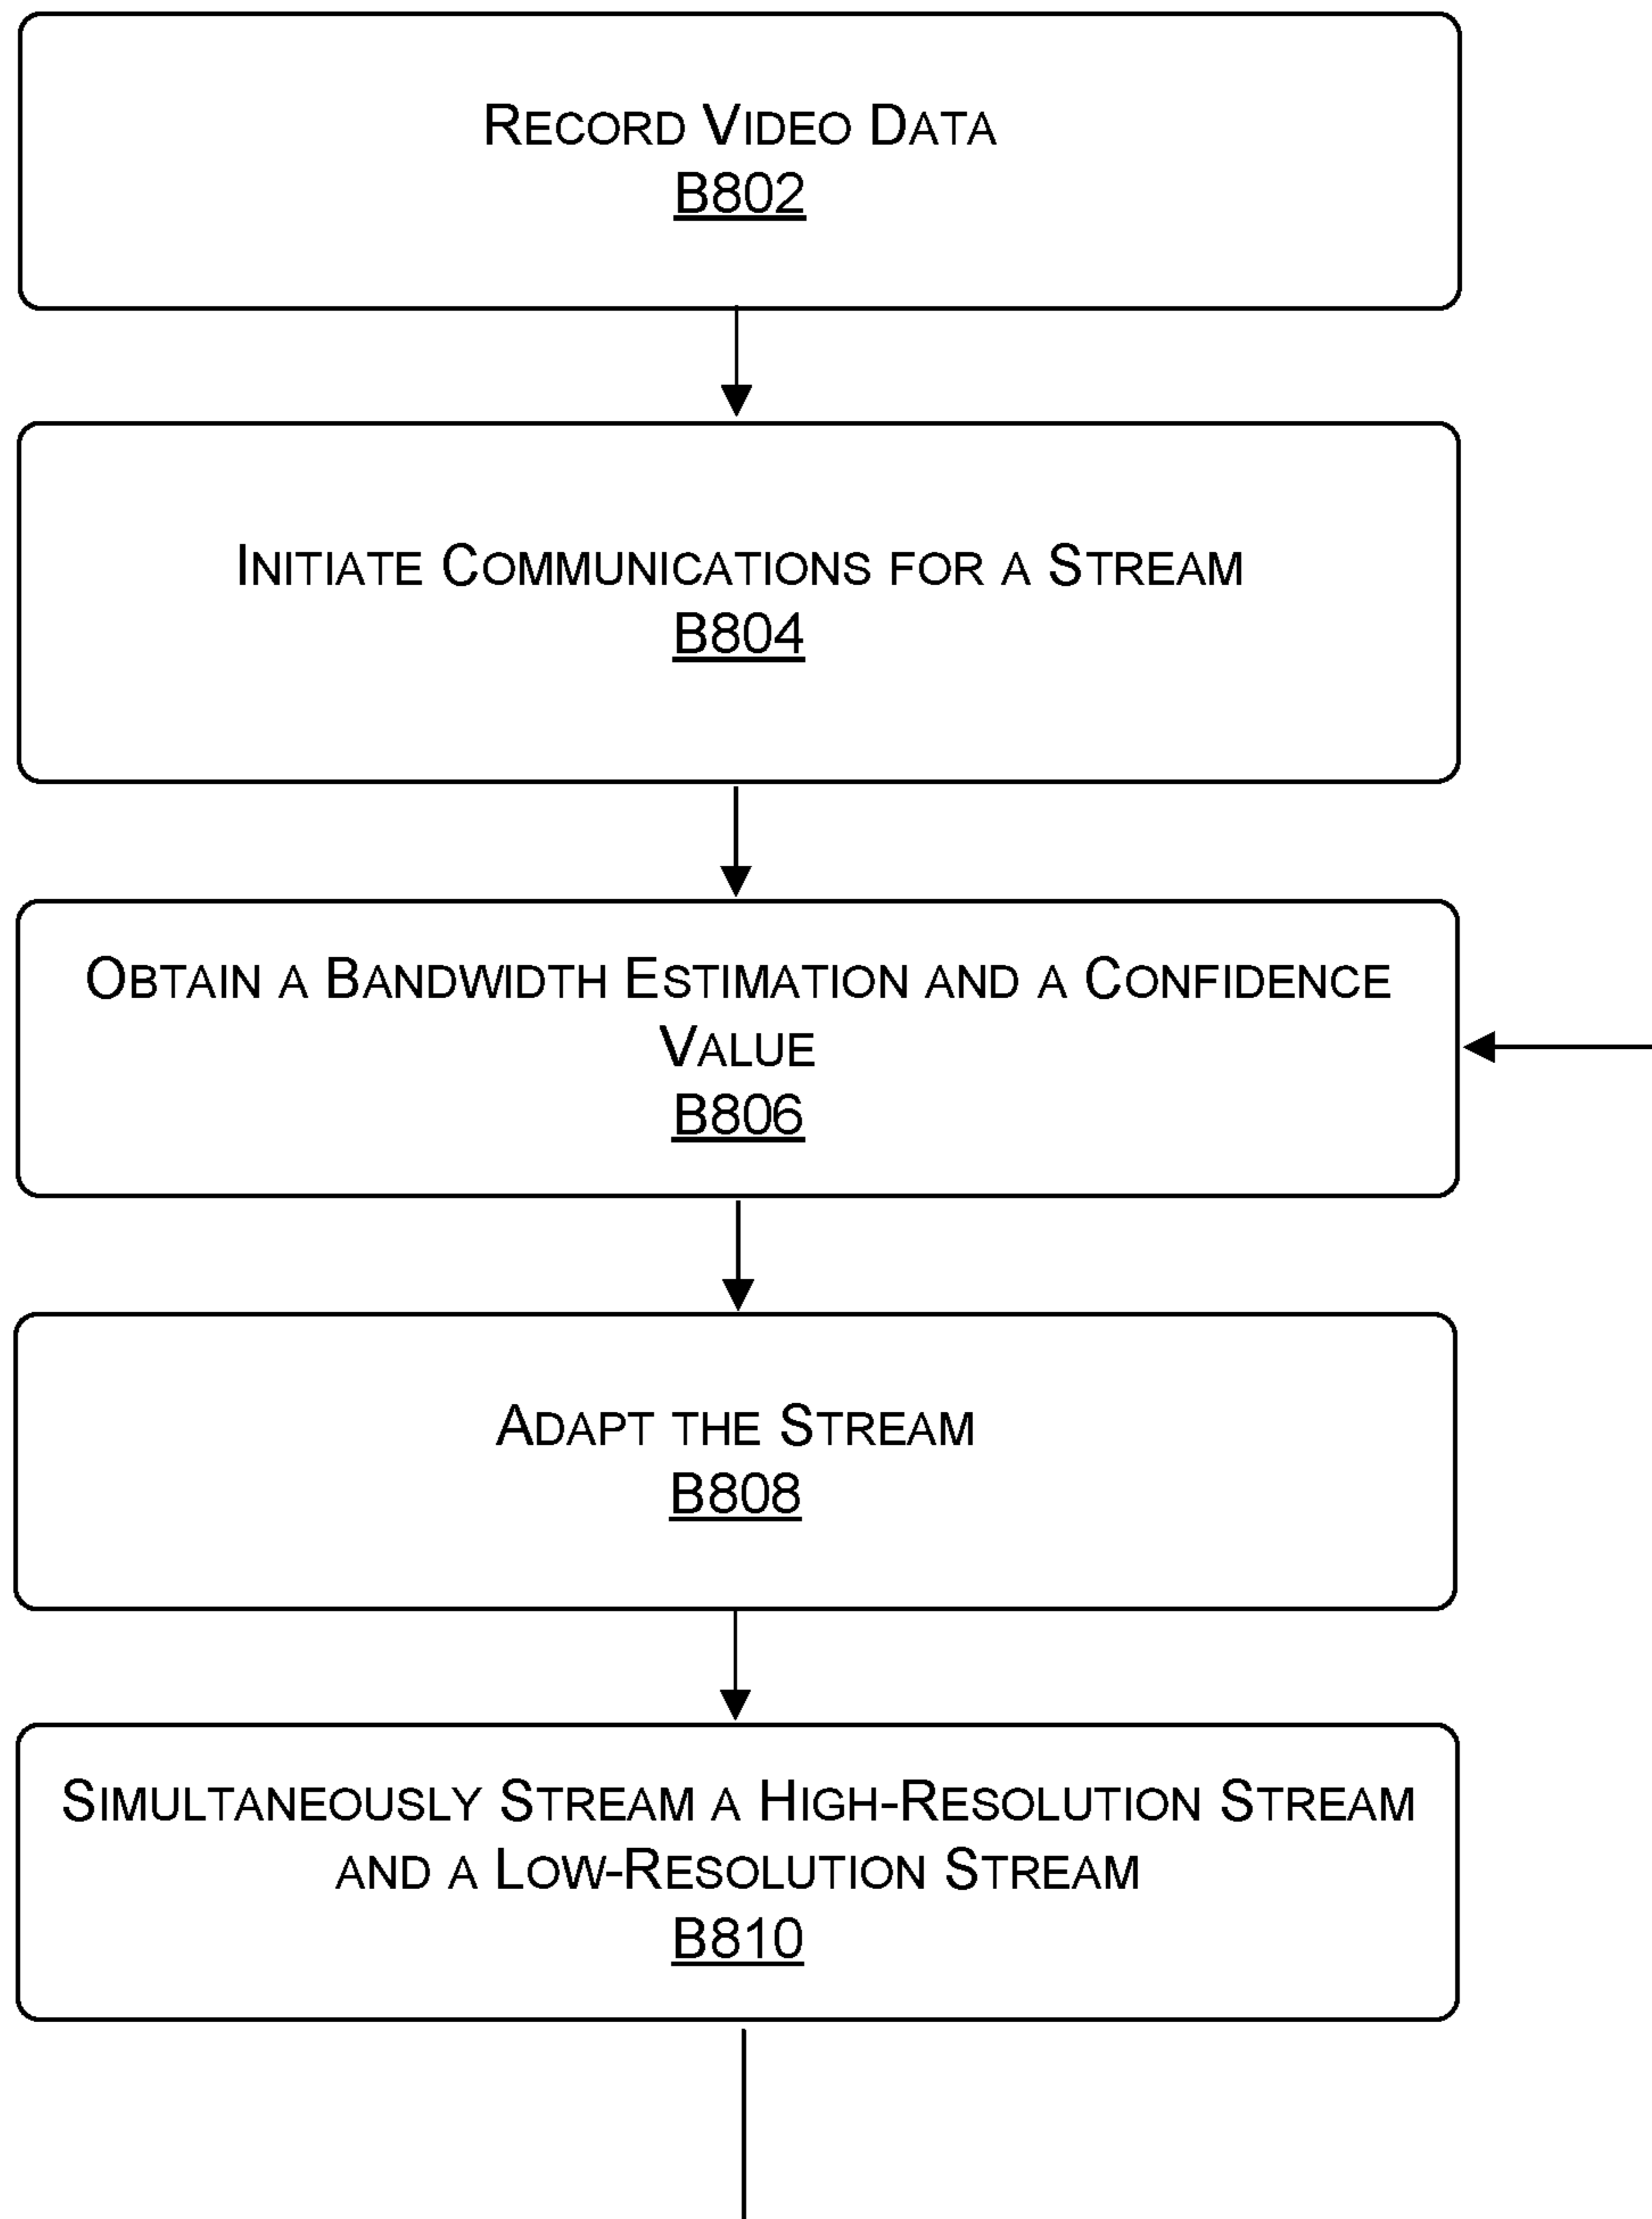 Record Video Data
B802
Initiate Communications for a Stream
B804
Obtain a Bandwidth Estimation and a Confidence
Value
B806
Adapt the Stream
B808
Simultaneously Stream a High-Resolution Stream
and a Low-Resolution Stream
B810